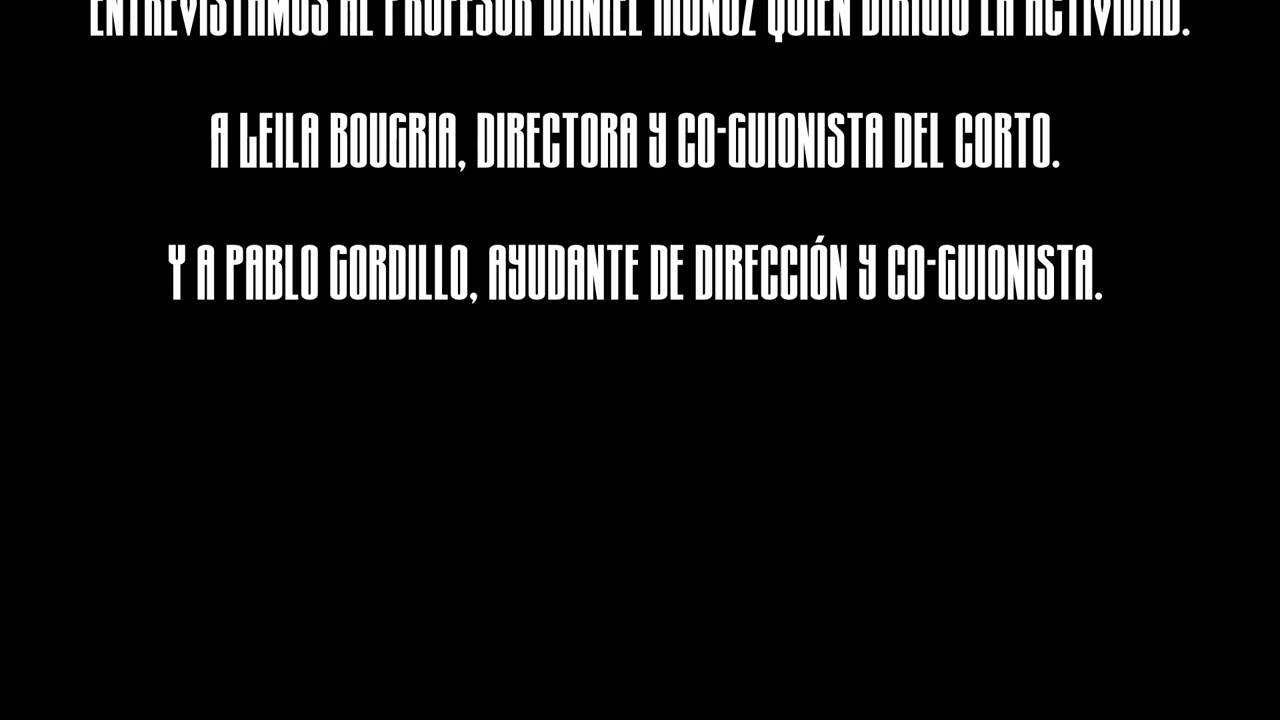 ENTREVISTAMOS AL PROFESOR DANIEL MUÑOZ QUIEN DIRIGIÓ LA ACTIVIDAD.
A LEILA BOUGRIA, DIRECTORA Y CO-GUIONISTA DEL CORTO.
Y A PABLO GORDILLO, AYUDANTE DE DIRECCIÓN Y CO-GUIONISTA.